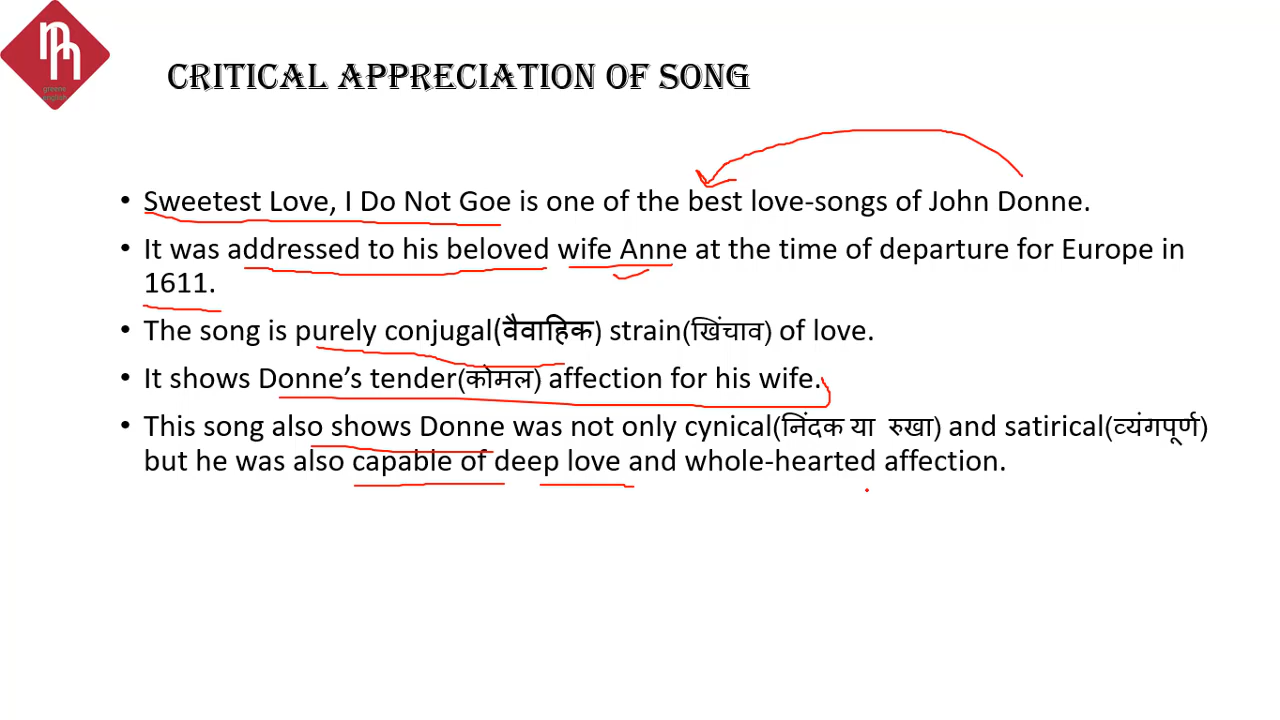 greene
english
CRITICAL APPRECIATION OF SONG
• Sweetest Love, I Do Not Goe is one of the best love-songs of John Donne.
• It was addressed to his beloved wife Anne at the time of departure for Europe in
1611.
• The song is purely conjugal(वैवाहिक) strain(खिंचाव) of love.
• It shows Donne’s tender(कोमल) affection for his wife.
• This song also shows Donne was not only cynical(निंदक या रुखा) and satirical(व्यंगपूर्ण)
but he was also capable of deep love and whole-hearted affection.